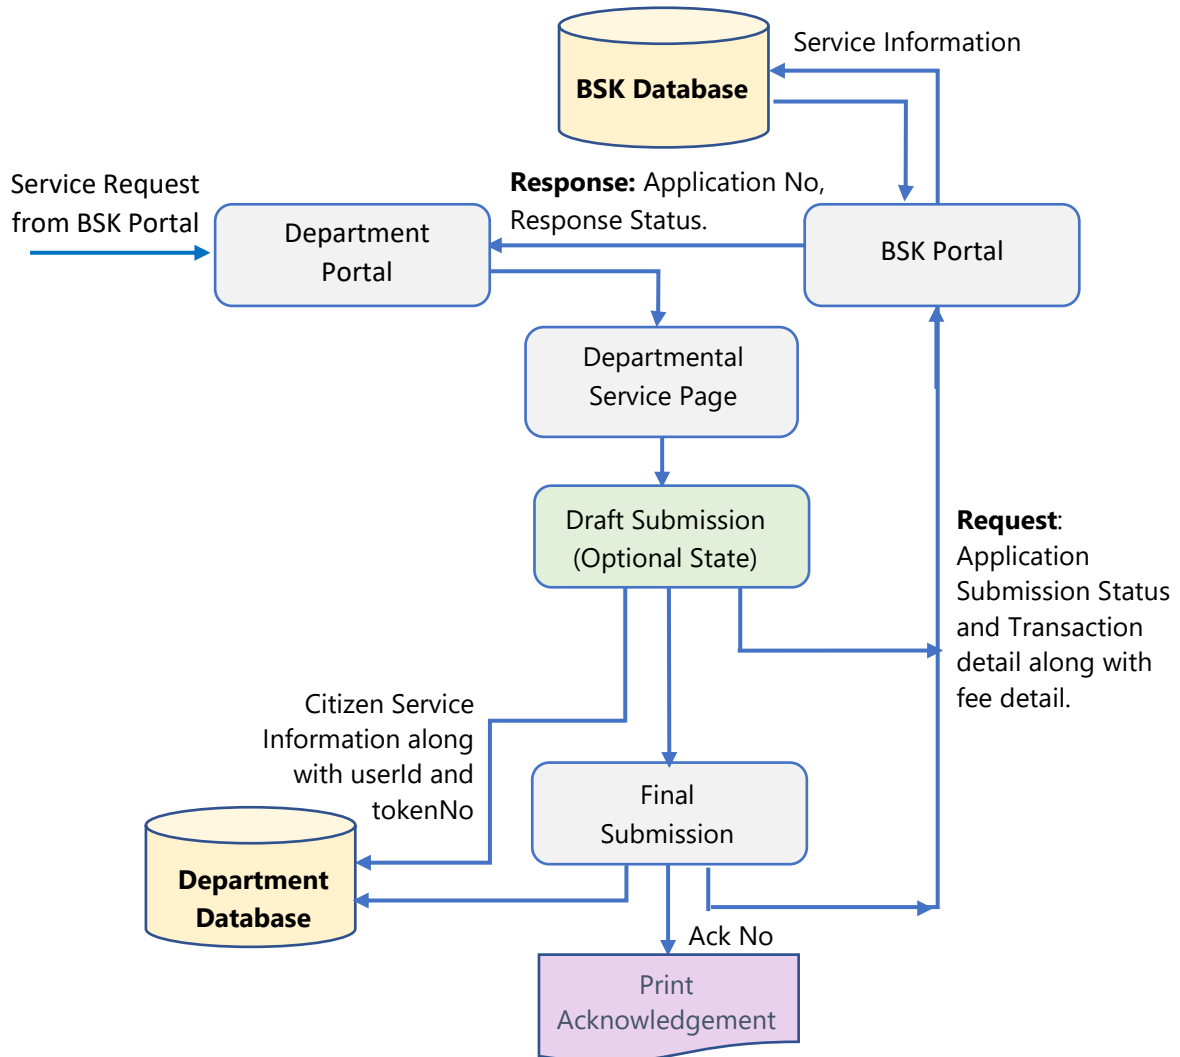 Service Information
BSK Database
Service Request
from BSK Portal
Response: Application No,
Response Status.
Department
Portal
BSK Portal
Departmental
Service Page
Draft Submission
(Optional State)
Request:
Application
Submission Status
and Transaction
detail along with
fee detail.
Citizen Service
Information along
with userId and
tokenNo
Final
Submission
Department
Database
Ack No
Print
Acknowledgement